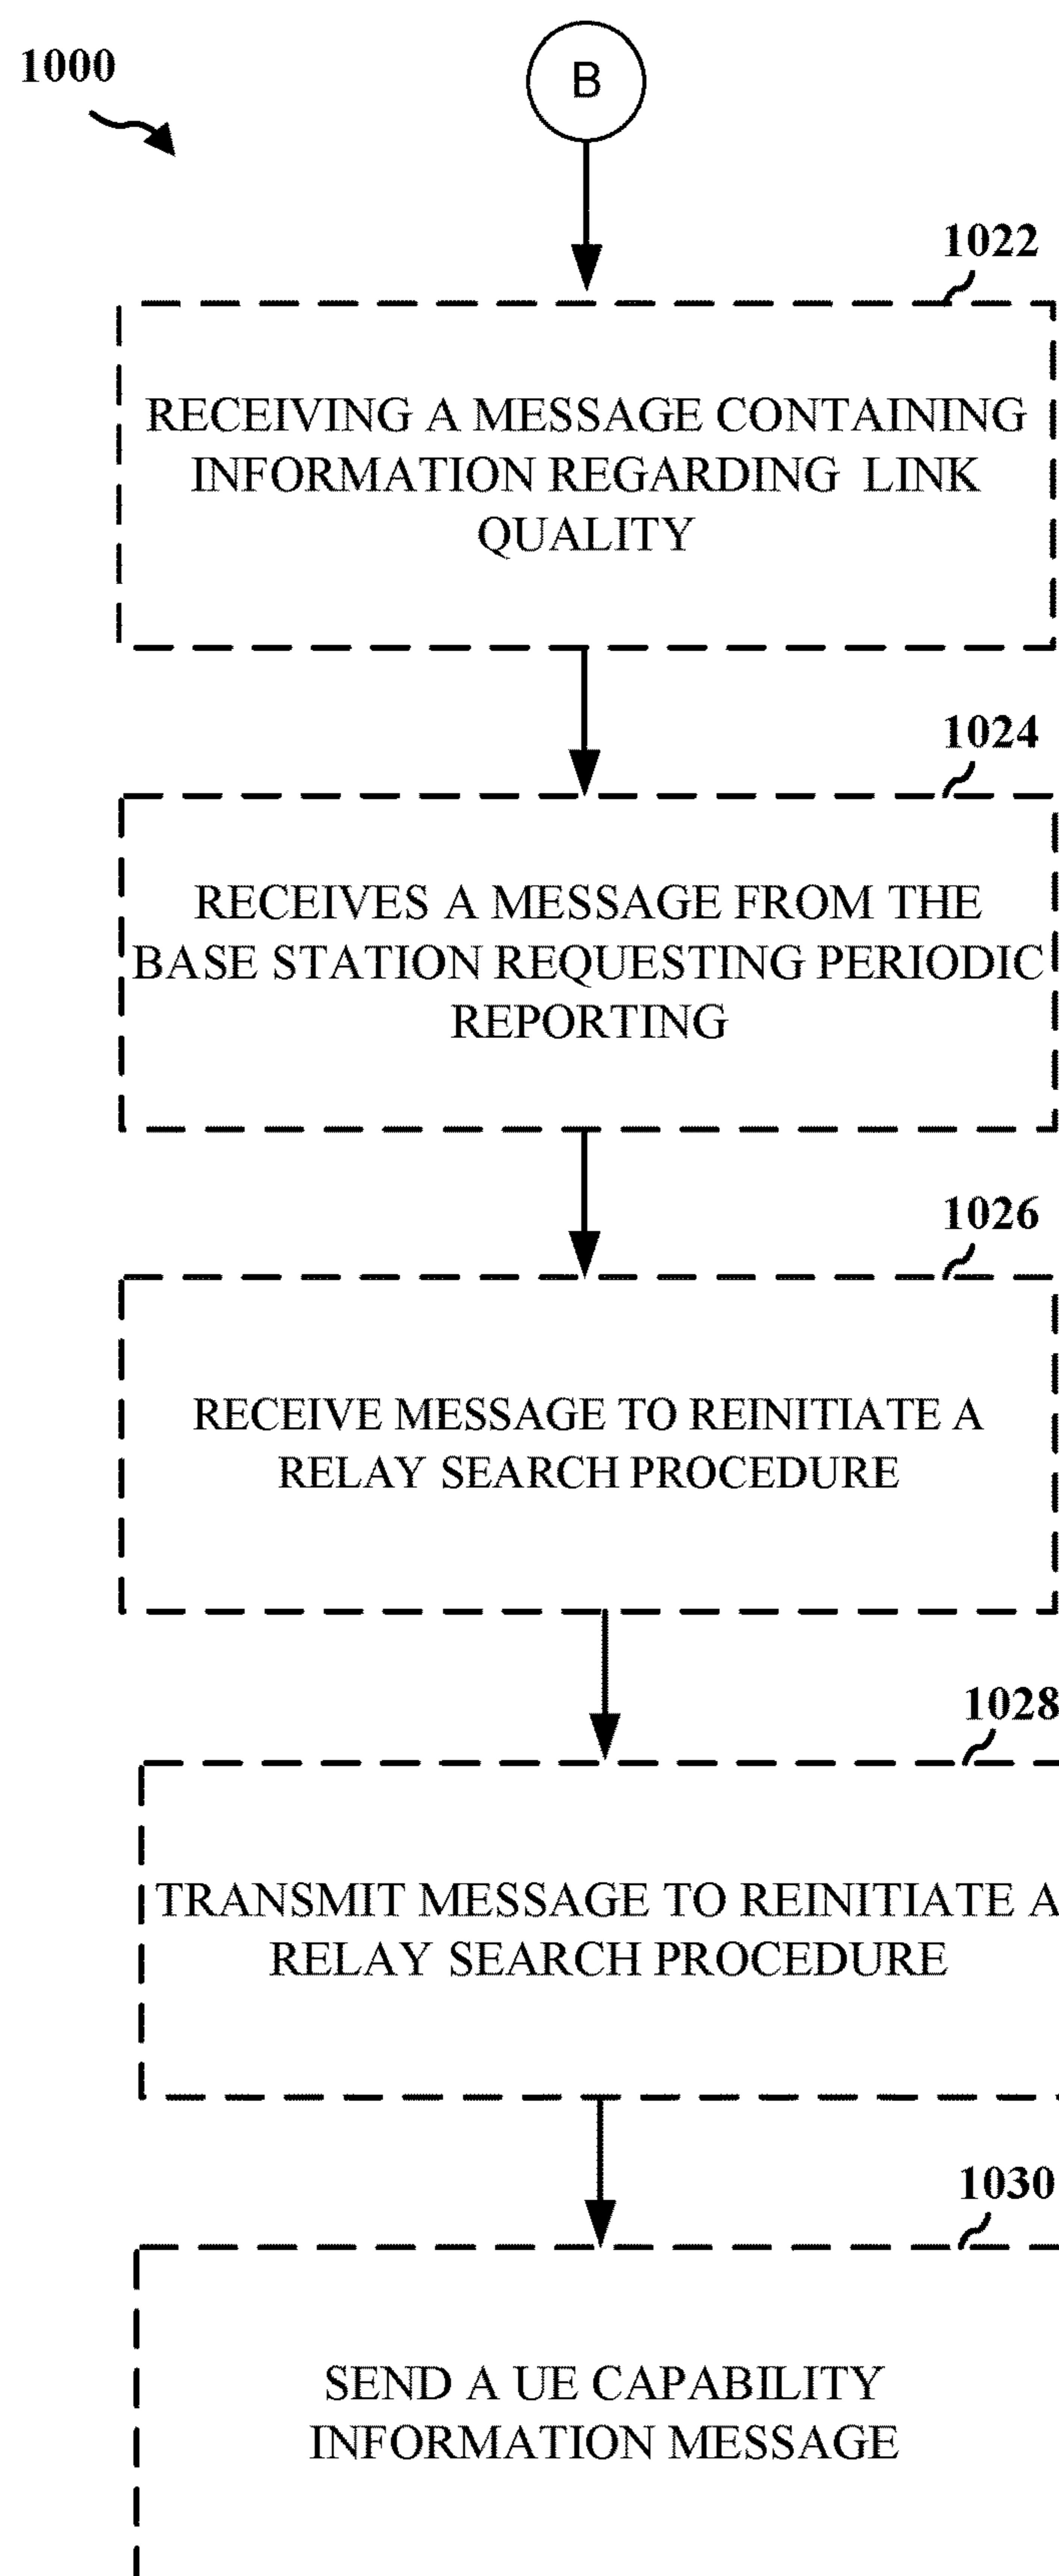 1000
B
1022
RECEIVING A MESSAGE CONTAINING
INFORMATION REGARDING LINK
QUALITY
1024
RECEIVES A MESSAGE FROM THE
BASE STATION REQUESTING PERIODIC
REPORTING
1026
RECEIVE MESSAGE TO REINITIATE A
RELAY SEARCH PROCEDURE
1028
TRANSMIT MESSAGE TO REINITIATE A
RELAY SEARCH PROCEDURE
1030
SEND A UE CAPABILITY
INFORMATION MESSAGE